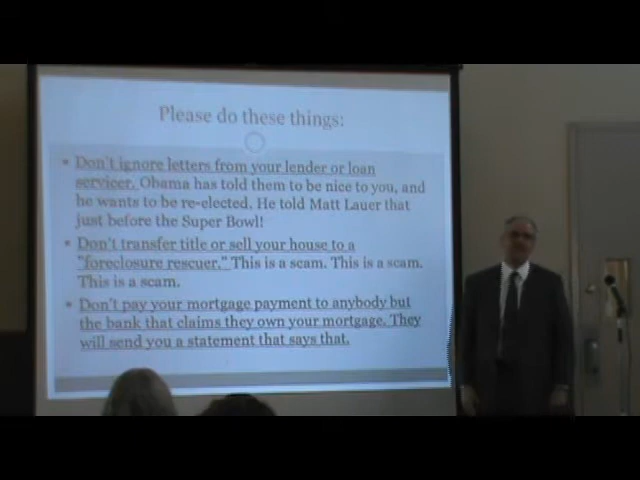 Please do these things:
• Don't ignore letters from your lender or loan
servicer. Obama has told them to be nice to you, and
he wants to be re-elected. He told Matt Lauer that
just before the Super Bowl!
• Don't transfer title or sell your house to a
"foreclosure rescuer." This is a scam. This is a scam.
This is a scam.
• Don't pay your mortgage payment to anybody but
the bank that claims they own your mortgage. They
will send you a statement that says that.